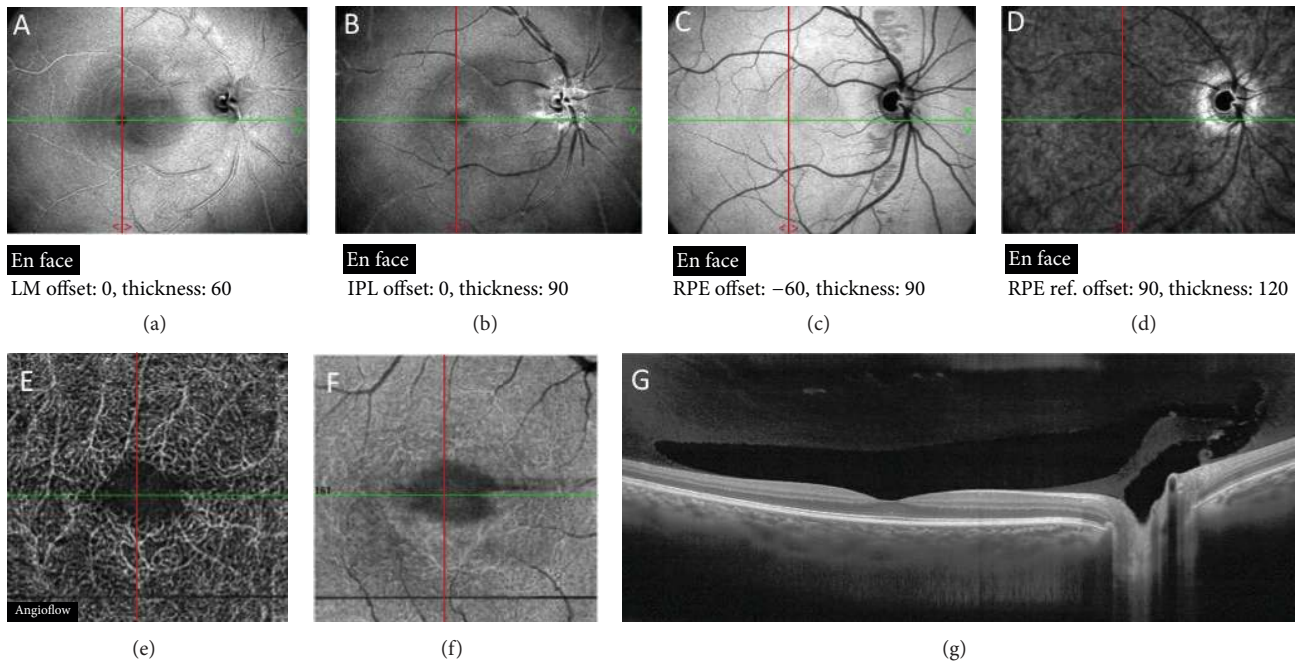 A B C D
En face En face En face En face
LM offset: 0, thickness: 60 IPL offset: 0, thickness: 90 RPE offset: −60, thickness: 90 RPE ref. offset: 90, thickness: 120
(a) (b) (c) (d)
E F G
161
Angioflow
(e) (f) (g)